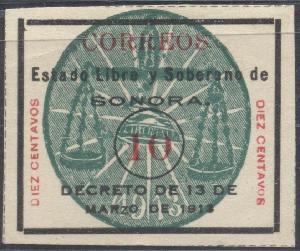 CORREOS
Estado Libre y Soberano de
SONORA.
DIEZ CENTAVOS
10
DIEZ CENTAVOS
DECRETO DE 13 DE
MARZO DE 1913